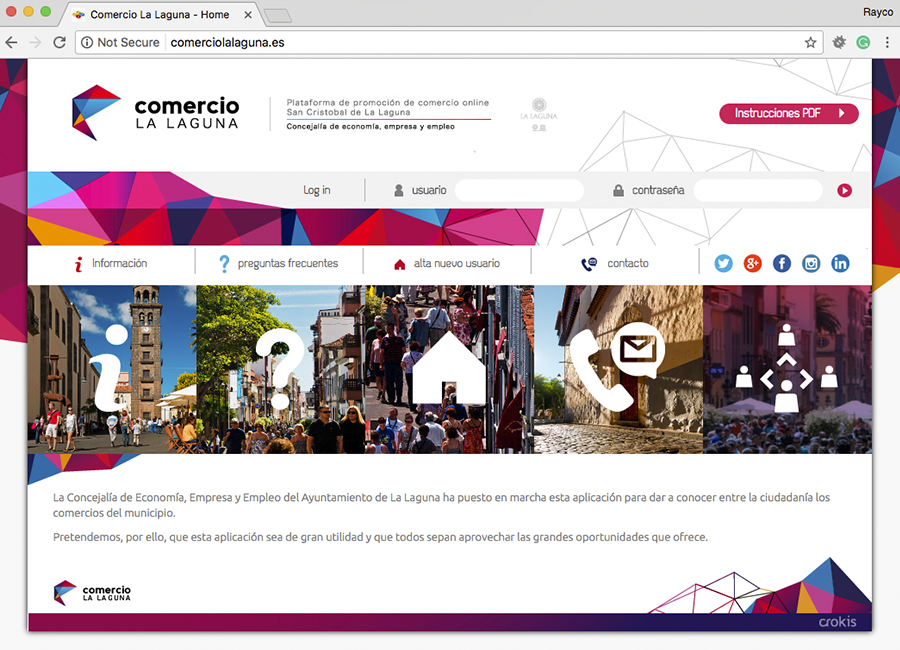 Comercio La Laguna - Home
Rayco
Not Secure
comerciolalaguna.es
comercio
LA LAGUNA
Plataforma de promoción de comercio online
San Cristobal de La Laguna
Concejalía de economía, empresa y empleo
LA LAGUNA
Instrucciones PDF
Log in
usuario
contraseña
Información
preguntas frecuentes
alta nuevo usuario
contacto
La Concejalía de Economía, Empresa y Empleo del Ayuntamiento de La Laguna ha puesto en marcha esta aplicación para dar a conocer entre la ciudadanía los
comercios del municipio.
Pretendemos, por ello, que esta aplicación sea de gran utilidad y que todos sepan aprovechar las grandes oportunidades que ofrece.
comercio
LA LAGUNA
crokis